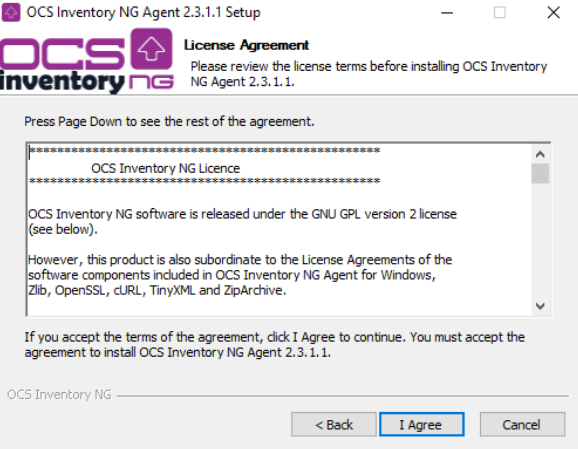 OCS Inventory NG Agent 2.3.1.1 Setup
OCS
inventory NG
License Agreement
Please review the license terms before installing OCS Inventory
NG Agent 2.3.1.1.
Press Page Down to see the rest of the agreement.
**************************************************
OCS Inventory NG Licence
**************************************************
OCS Inventory NG software is released under the GNU GPL version 2 license
(see below).
However, this product is also subordinate to the License Agreements of the
software components included in OCS Inventory NG Agent for Windows,
Zlib, OpenSSL, cURL, TinyXML and ZipArchive.
If you accept the terms of the agreement, click I Agree to continue. You must accept the
agreement to install OCS Inventory NG Agent 2.3.1.1.
OCS Inventory NG
< Back
I Agree
Cancel